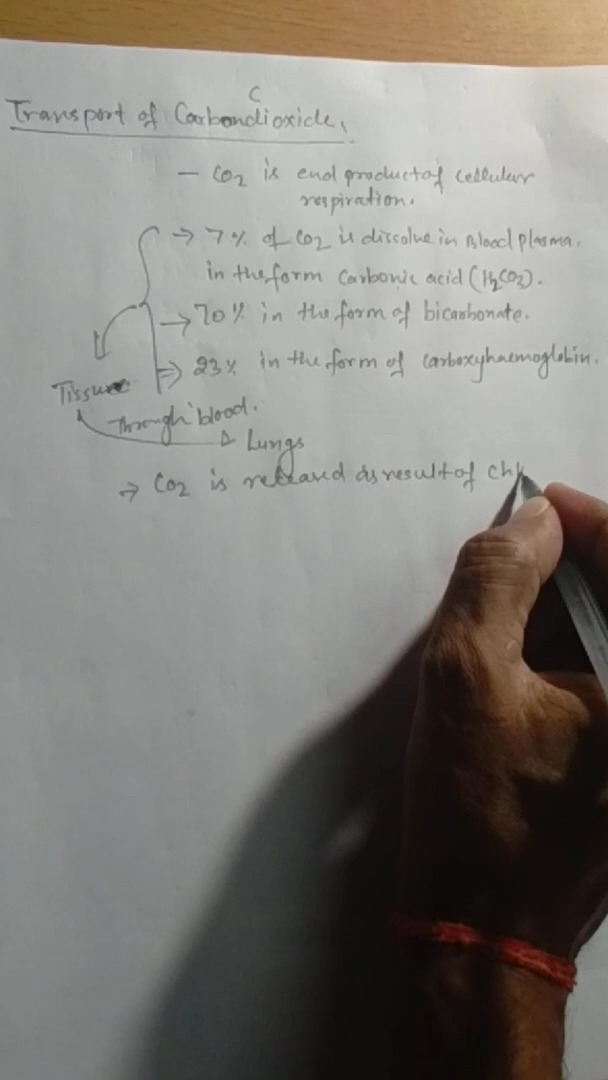 C
Transport of Carbondioxide.
- CO2 is end product of cellular
respiration.
→ 7% of CO2 is dissolve in Blood plasma.
in the form carbonic acid (H2CO3).
→ 70% in the form of bicarbonate.
⇒ 23% in the form of carboxyhaemoglobin.
Tissue
Through blood.
Lungs
→ CO2 is released as result of